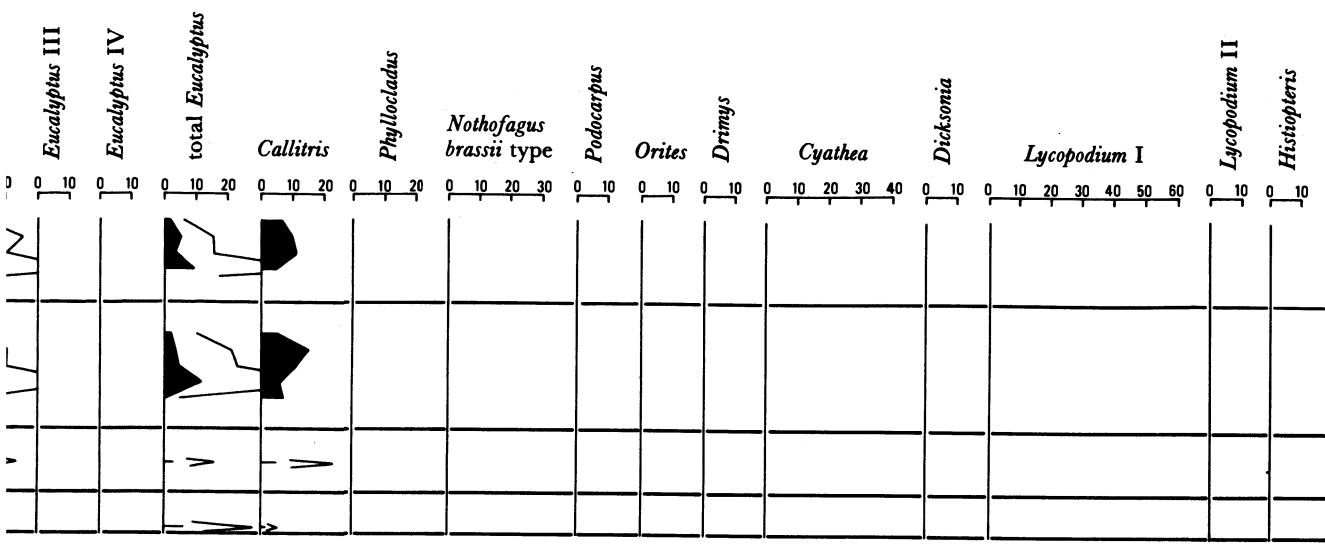 Eucalyptus III
Eucalyptus IV
total Eucalyptus
Callitris
Phyllocladus
Nothofagus
brassii type
Podocarpus
Orites
Drimys
Cyathea
Dicksonia
Lycopodium I
Lycopodium II
Histiopteris
0 10
0 10
0 10 20
0 10 20
0 10
0 10 20 30
0 10
0 10
0 10
0 10 20 30 40
0 10
0 10 20 30 40 50 60
0 10
0 10